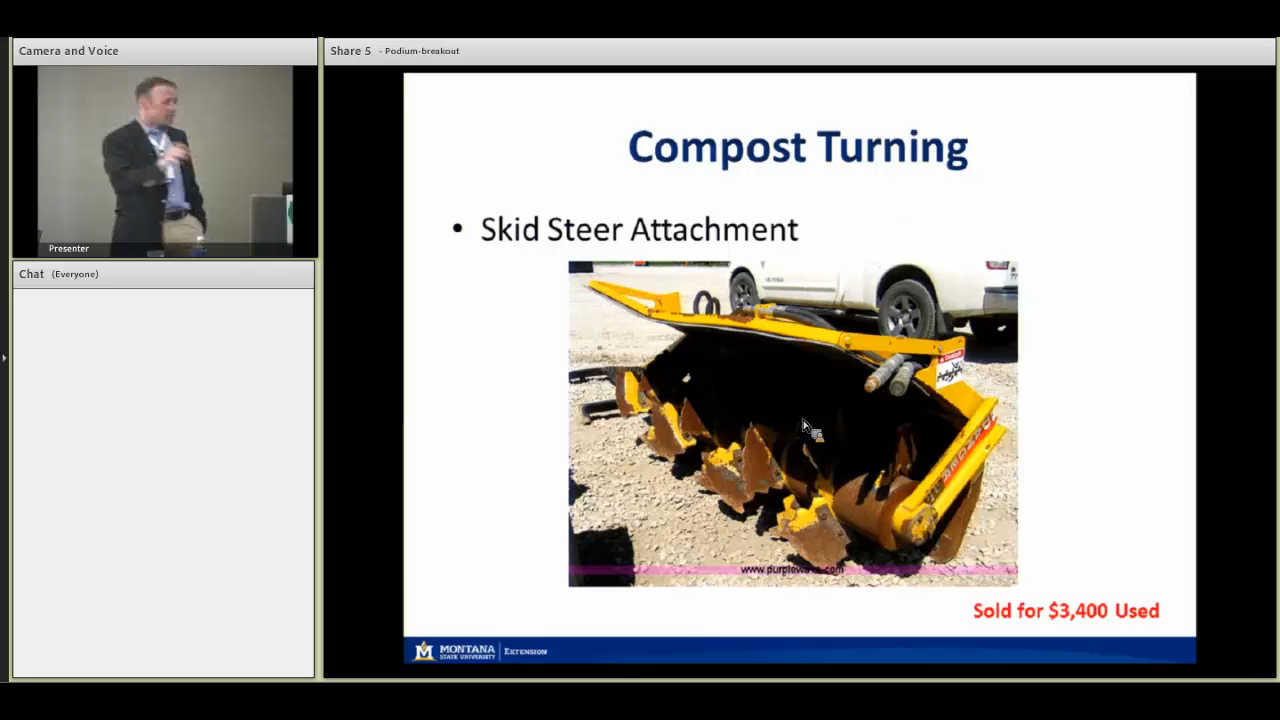 Camera and Voice
Share 5 - Podium-breakout
Presenter
Chat (Everyone)
Compost Turning
• Skid Steer Attachment
DANGER
www.purplewave.com
Sold for $3,400 Used
MONTANA
STATE UNIVERSITY
EXTENSION